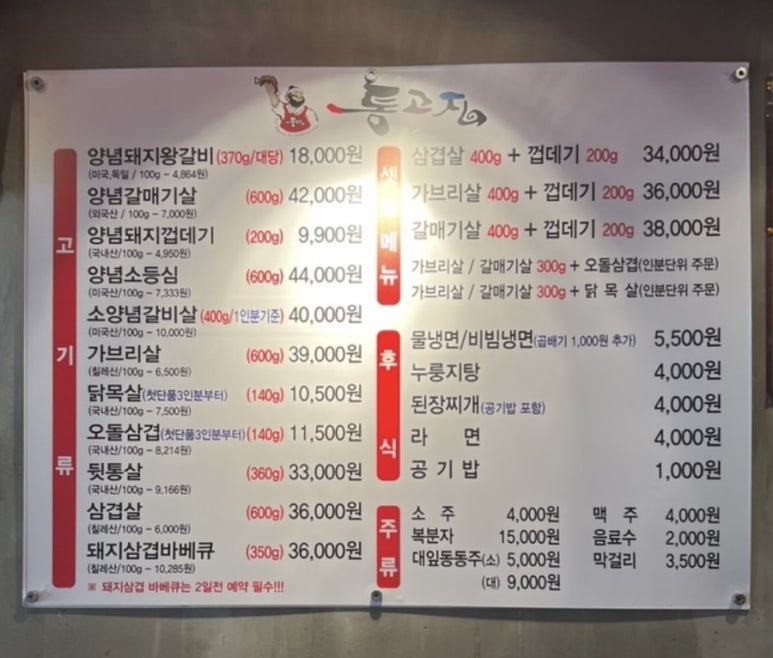 통고집
고기류
양념돼지왕갈비(370g/대당) 18,000원
(미국,독일 / 100g - 4,864원)
양념갈매기살 (600g) 42,000원
(외국산 / 100g - 7,000원)
양념돼지껍데기 (200g) 9,900원
(국내산/100g - 4,950원)
양념소등심 (600g) 44,000원
(미국산/100g - 7,333원)
소양념갈비살(400g/1인분기준) 40,000원
(미국산/100g - 10,000원)
가브리살 (600g) 39,000원
(칠레산/100g - 6,500원)
닭목살(첫단품3인분부터) (140g) 10,500원
(국내산/100g - 7,500원)
오돌삼겹(첫단품3인분부터)(140g) 11,500원
(국내산/100g - 8,214원)
뒷통살 (360g) 33,000원
(국내산/100g - 9,166원)
삼겹살 (600g) 36,000원
(칠레산/100g - 6,000원)
돼지삼겹바베큐 (350g) 36,000원
(칠레산/100g - 10,285원)
※ 돼지삼겹 바베큐는 2일전 예약 필수!!!
세트메뉴
삼겹살 400g + 껍데기 200g 34,000원
가브리살 400g + 껍데기 200g 36,000원
갈매기살 400g + 껍데기 200g 38,000원
가브리살 / 갈매기살 300g + 오돌삼겹(인분단위 주문)
가브리살 / 갈매기살 300g + 닭 목 살(인분단위 주문)
후식
물냉면/비빔냉면(곱배기 1,000원 추가) 5,500원
누룽지탕 4,000원
된장찌개(공기밥 포함) 4,000원
라 면 4,000원
공 기 밥 1,000원
주류
소 주 4,000원 맥 주 4,000원
복분자 15,000원 음료수 2,000원
대잎동동주(소) 5,000원 막걸리 3,500원
(대) 9,000원